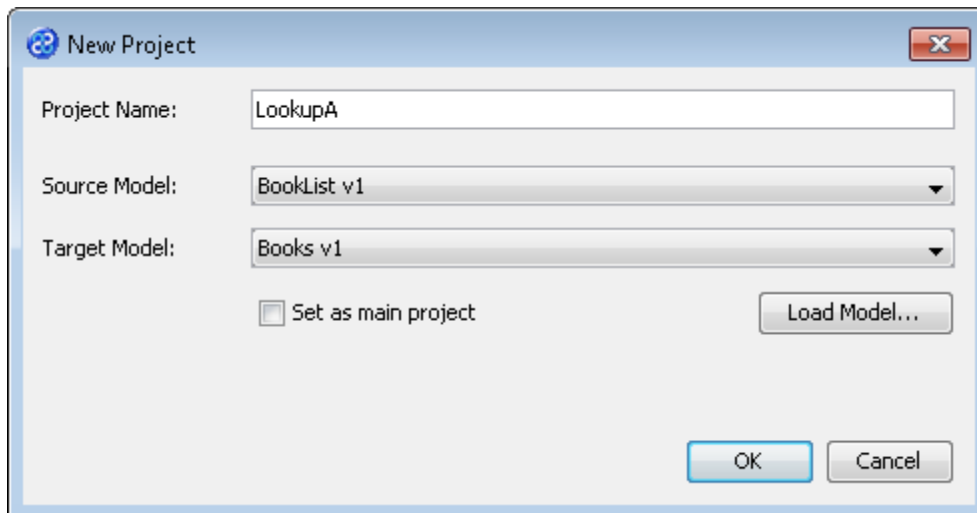 New Project
Project Name: LookupA
Source Model: BookList v1
Target Model: Books v1
Set as main project Load Model...
OK Cancel